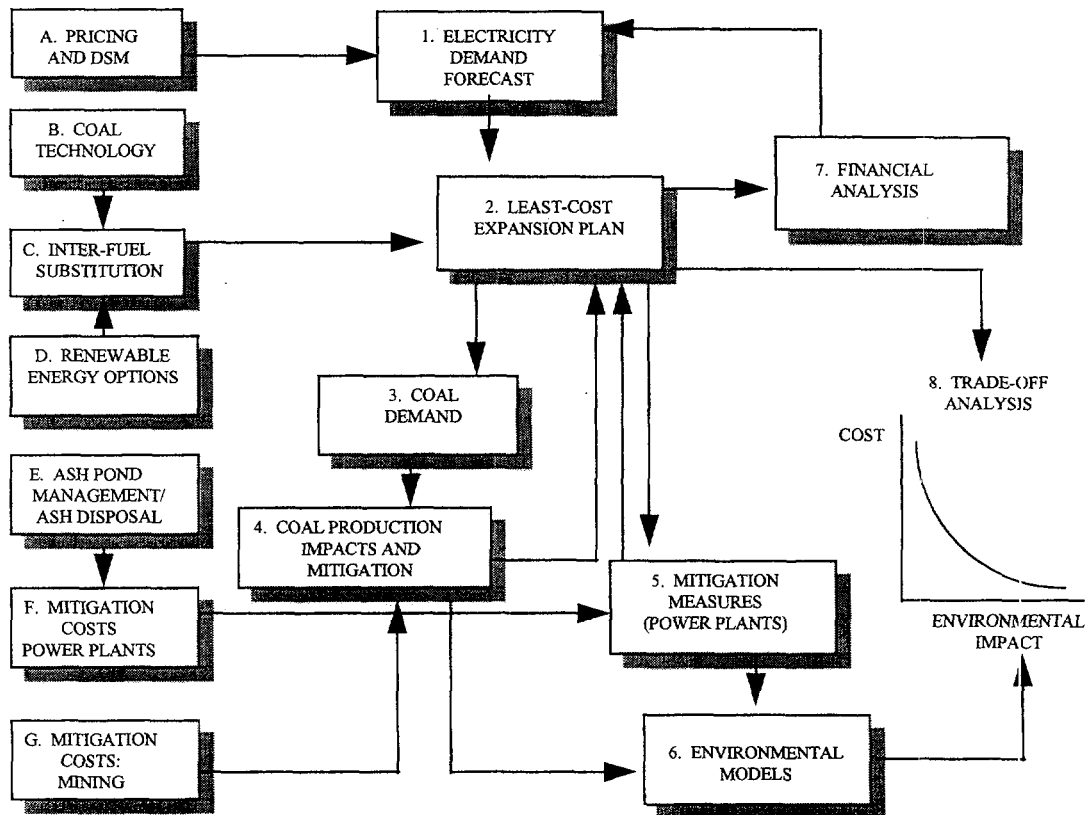 A. PRICING
AND DSM
1. ELECTRICITY
DEMAND
FORECAST
B. COAL
TECHNOLOGY
7. FINANCIAL
ANALYSIS
2. LEAST-COST
EXPANSION PLAN
C. INTER-FUEL
SUBSTITUTION
D. RENEWABLE
ENERGY OPTIONS
3. COAL
DEMAND
8. TRADE-OFF
ANALYSIS
COST
E. ASH POND
MANAGEMENT/
ASH DISPOSAL
4. COAL PRODUCTION
IMPACTS AND
MITIGATION
5. MITIGATION
MEASURES
(POWER PLANTS)
F. MITIGATION
COSTS
POWER PLANTS
ENVIRONMENTAL
IMPACT
G. MITIGATION
COSTS:
MINING
6. ENVIRONMENTAL
MODELS